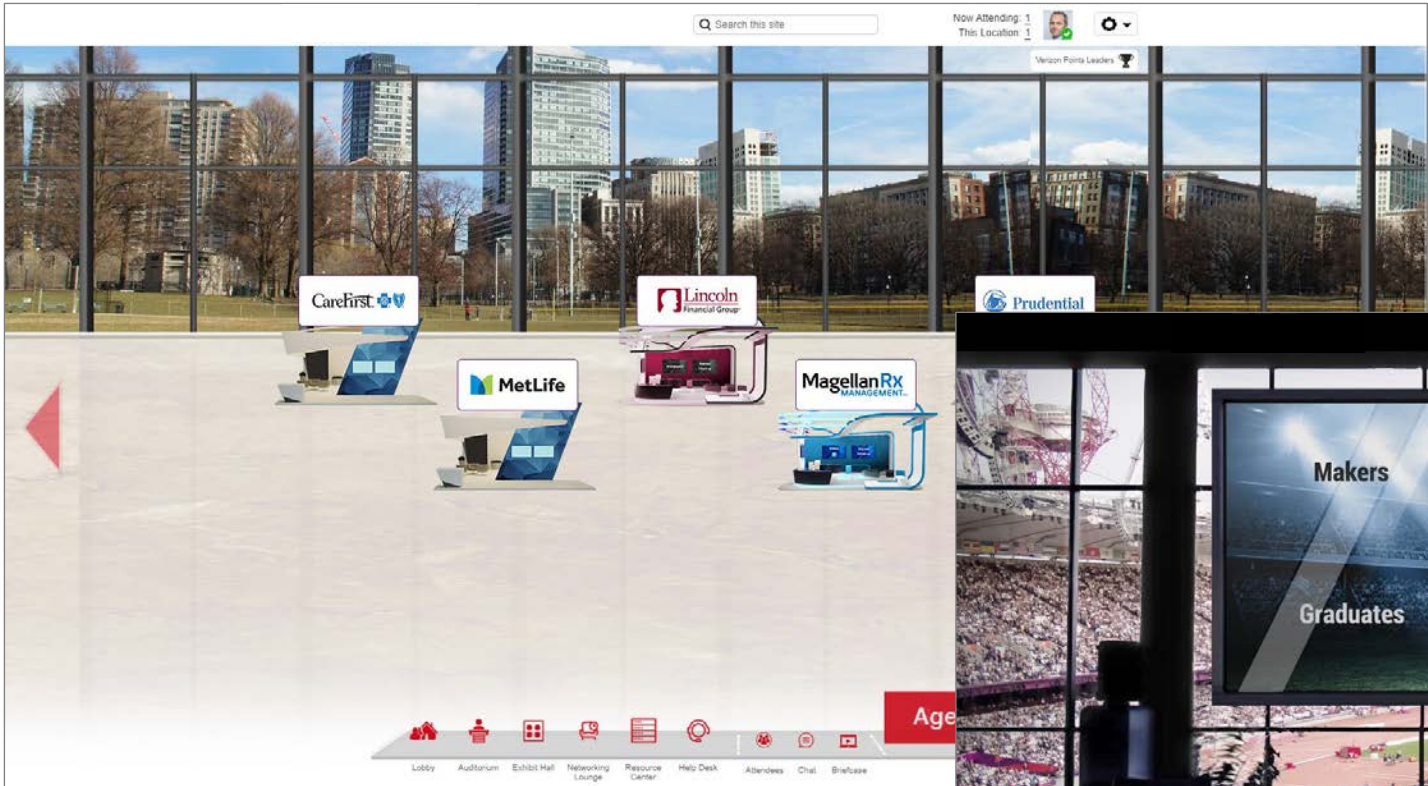 Search this site
Now Attending: 1
This Location: 1
Verizon Points Leaders
CareFirst
Lincoln
Financial Group
Prudential
MetLife
MagellanRx
MANAGEMENT
Makers
Graduates
Age
Lobby
Auditorium
Exhibit Hall
Networking
Lounge
Resource
Center
Help Desk
Attendees
Chat
Briefcase